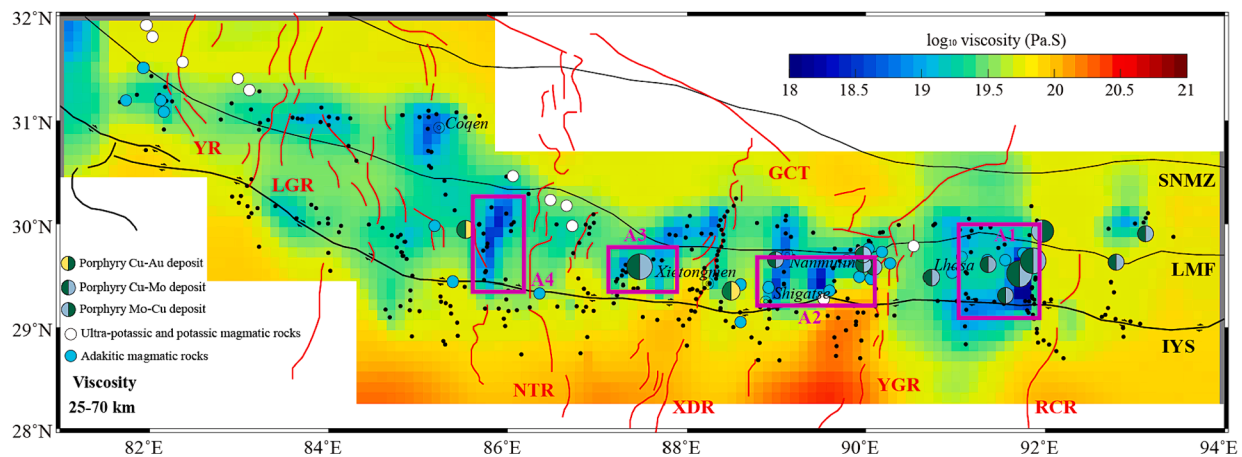 32°N
31°N
30°N
29°N
28°N
log₁₀ viscosity (Pa.S)
18 18.5 19 19.5 20 20.5 21
Coqen
YR
LGR
GCT
SNMZ
A3
A1
Xietongmen
Lhasa
LMF
A4
Shigatse
A2
IYS
NTR
XDR
YGR
RCR
Porphyry Cu-Au deposit
Porphyry Cu-Mo deposit
Porphyry Mo-Cu deposit
Ultra-potassic and potassic magmatic rocks
Adakitic magmatic rocks
Viscosity
25-70 km
82°E 84°E 86°E 88°E 90°E 92°E 94°E